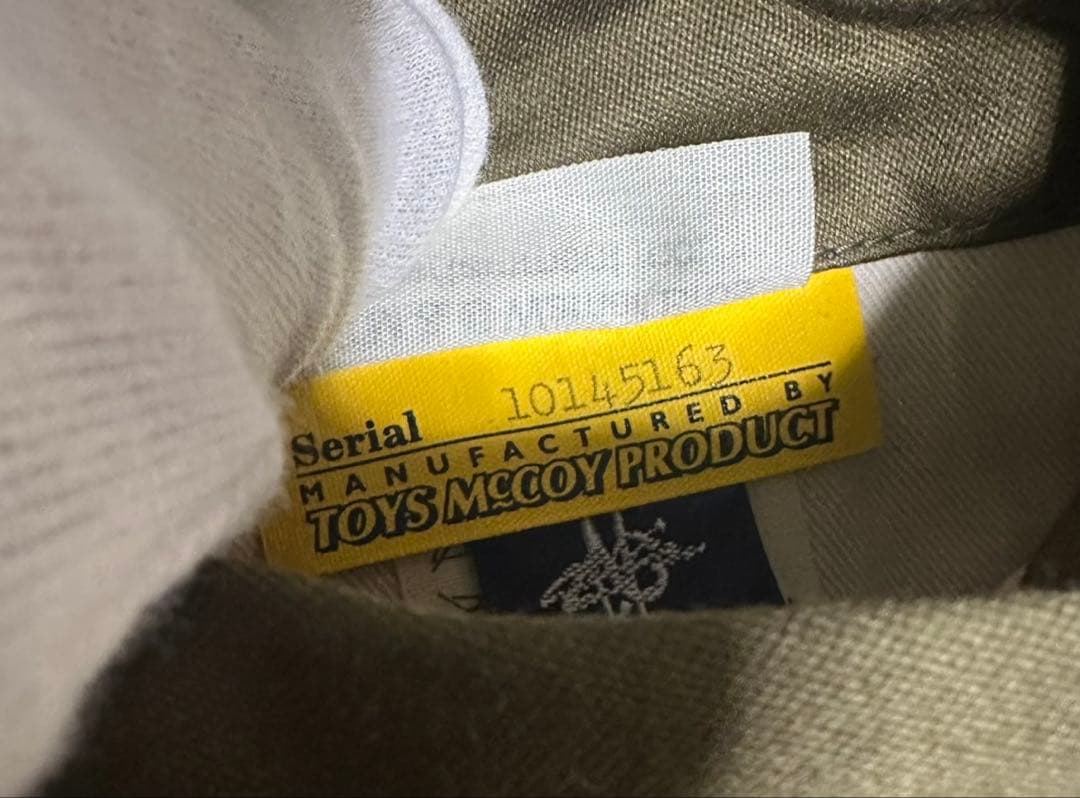 Serial 10145163
MANUFACTURED BY
TOYS McCOY PRODUCT